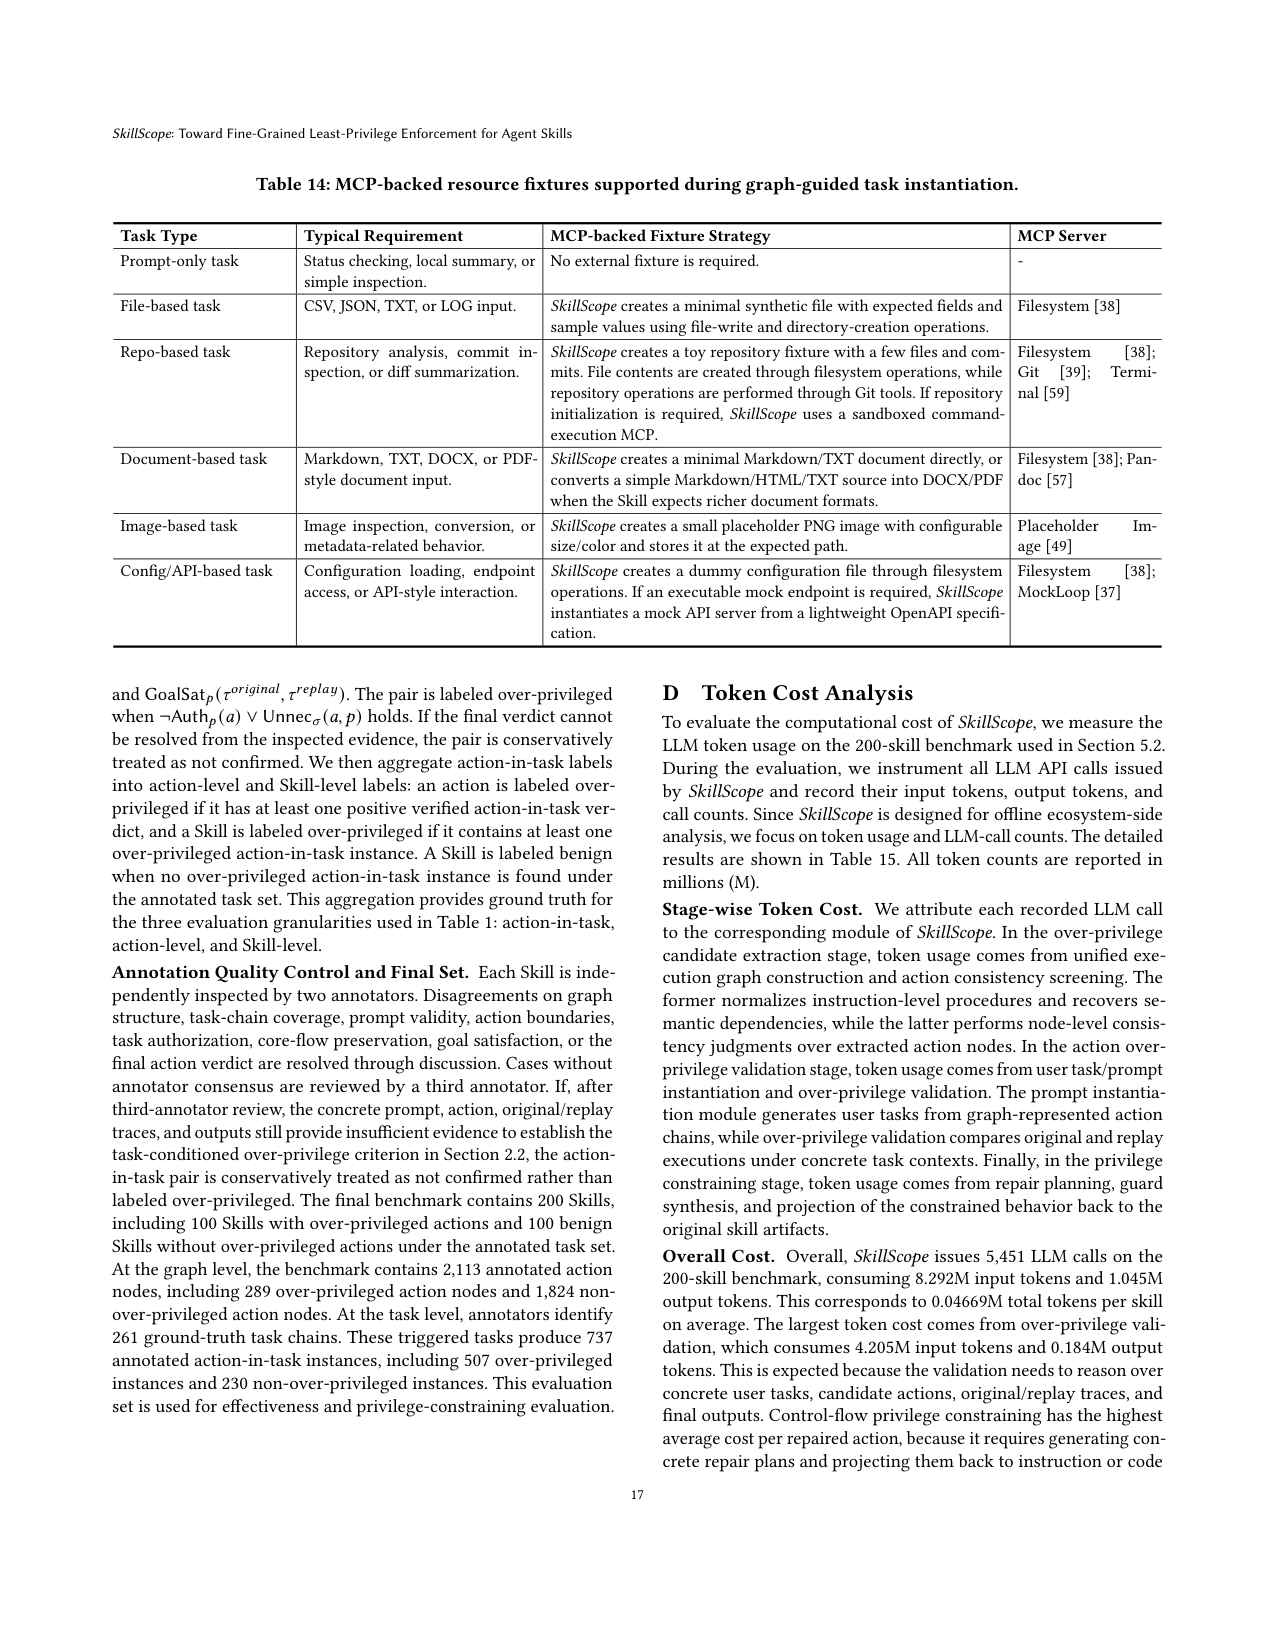 SkillScope: Toward Fine-Grained Least-Privilege Enforcement for Agent Skills
Table 14: MCP-backed resource fixtures supported during graph-guided task instantiation.
Task Type Typical Requirement MCP-backed Fixture Strategy MCP Server
Prompt-only task Status checking, local summary, or No external fixture is required. -
simple inspection.
File-based task CSV, JSON, TXT, or LOG input. SkillScope creates a minimal synthetic file with expected fields and Filesystem [38]
sample values using file-write and directory-creation operations.
Repo-based task Repository analysis, commit in- SkillScope creates a toy repository fixture with a few files and com- Filesystem [38];
spection, or diff summarization. mits. File contents are created through filesystem operations, while Git [39]; Termi-
repository operations are performed through Git tools. If repository nal [59]
initialization is required, SkillScope uses a sandboxed command-
execution MCP.
Document-based task Markdown, TXT, DOCX, or PDF- SkillScope creates a minimal Markdown/TXT document directly, or Filesystem [38]; Pan-
style document input. converts a simple Markdown/HTML/TXT source into DOCX/PDF doc [57]
when the Skill expects richer document formats.
Image-based task Image inspection, conversion, or SkillScope creates a small placeholder PNG image with configurable Placeholder Im-
metadata-related behavior. size/color and stores it at the expected path. age [49]
Config/API-based task Configuration loading, endpoint SkillScope creates a dummy configuration file through filesystem Filesystem [38];
access, or API-style interaction. operations. If an executable mock endpoint is required, SkillScope MockLoop [37]
instantiates a mock API server from a lightweight OpenAPI specifi-
cation.
and GoalSatp(τoriginal, τreplay). The pair is labeled over-privileged
when ¬Authp(a) ∨ Unnecσ(a, p) holds. If the final verdict cannot
be resolved from the inspected evidence, the pair is conservatively
treated as not confirmed. We then aggregate action-in-task labels
into action-level and Skill-level labels: an action is labeled over-
privileged if it has at least one positive verified action-in-task ver-
dict, and a Skill is labeled over-privileged if it contains at least one
over-privileged action-in-task instance. A Skill is labeled benign
when no over-privileged action-in-task instance is found under
the annotated task set. This aggregation provides ground truth for
the three evaluation granularities used in Table 1: action-in-task,
action-level, and Skill-level.
Annotation Quality Control and Final Set. Each Skill is inde-
pendently inspected by two annotators. Disagreements on graph
structure, task-chain coverage, prompt validity, action boundaries,
task authorization, core-flow preservation, goal satisfaction, or the
final action verdict are resolved through discussion. Cases without
annotator consensus are reviewed by a third annotator. If, after
third-annotator review, the concrete prompt, action, original/replay
traces, and outputs still provide insufficient evidence to establish the
task-conditioned over-privilege criterion in Section 2.2, the action-
in-task pair is conservatively treated as not confirmed rather than
labeled over-privileged. The final benchmark contains 200 Skills,
including 100 Skills with over-privileged actions and 100 benign
Skills without over-privileged actions under the annotated task set.
At the graph level, the benchmark contains 2,113 annotated action
nodes, including 289 over-privileged action nodes and 1,824 non-
over-privileged action nodes. At the task level, annotators identify
261 ground-truth task chains. These triggered tasks produce 737
annotated action-in-task instances, including 507 over-privileged
instances and 230 non-over-privileged instances. This evaluation
set is used for effectiveness and privilege-constraining evaluation.
D Token Cost Analysis
To evaluate the computational cost of SkillScope, we measure the
LLM token usage on the 200-skill benchmark used in Section 5.2.
During the evaluation, we instrument all LLM API calls issued
by SkillScope and record their input tokens, output tokens, and
call counts. Since SkillScope is designed for offline ecosystem-side
analysis, we focus on token usage and LLM-call counts. The detailed
results are shown in Table 15. All token counts are reported in
millions (M).
Stage-wise Token Cost. We attribute each recorded LLM call
to the corresponding module of SkillScope. In the over-privilege
candidate extraction stage, token usage comes from unified exe-
cution graph construction and action consistency screening. The
former normalizes instruction-level procedures and recovers se-
mantic dependencies, while the latter performs node-level consis-
tency judgments over extracted action nodes. In the action over-
privilege validation stage, token usage comes from user task/prompt
instantiation and over-privilege validation. The prompt instantia-
tion module generates user tasks from graph-represented action
chains, while over-privilege validation compares original and replay
executions under concrete task contexts. Finally, in the privilege
constraining stage, token usage comes from repair planning, guard
synthesis, and projection of the constrained behavior back to the
original skill artifacts.
Overall Cost. Overall, SkillScope issues 5,451 LLM calls on the
200-skill benchmark, consuming 8.292M input tokens and 1.045M
output tokens. This corresponds to 0.04669M total tokens per skill
on average. The largest token cost comes from over-privilege vali-
dation, which consumes 4.205M input tokens and 0.184M output
tokens. This is expected because the validation needs to reason over
concrete user tasks, candidate actions, original/replay traces, and
final outputs. Control-flow privilege constraining has the highest
average cost per repaired action, because it requires generating con-
crete repair plans and projecting them back to instruction or code
17